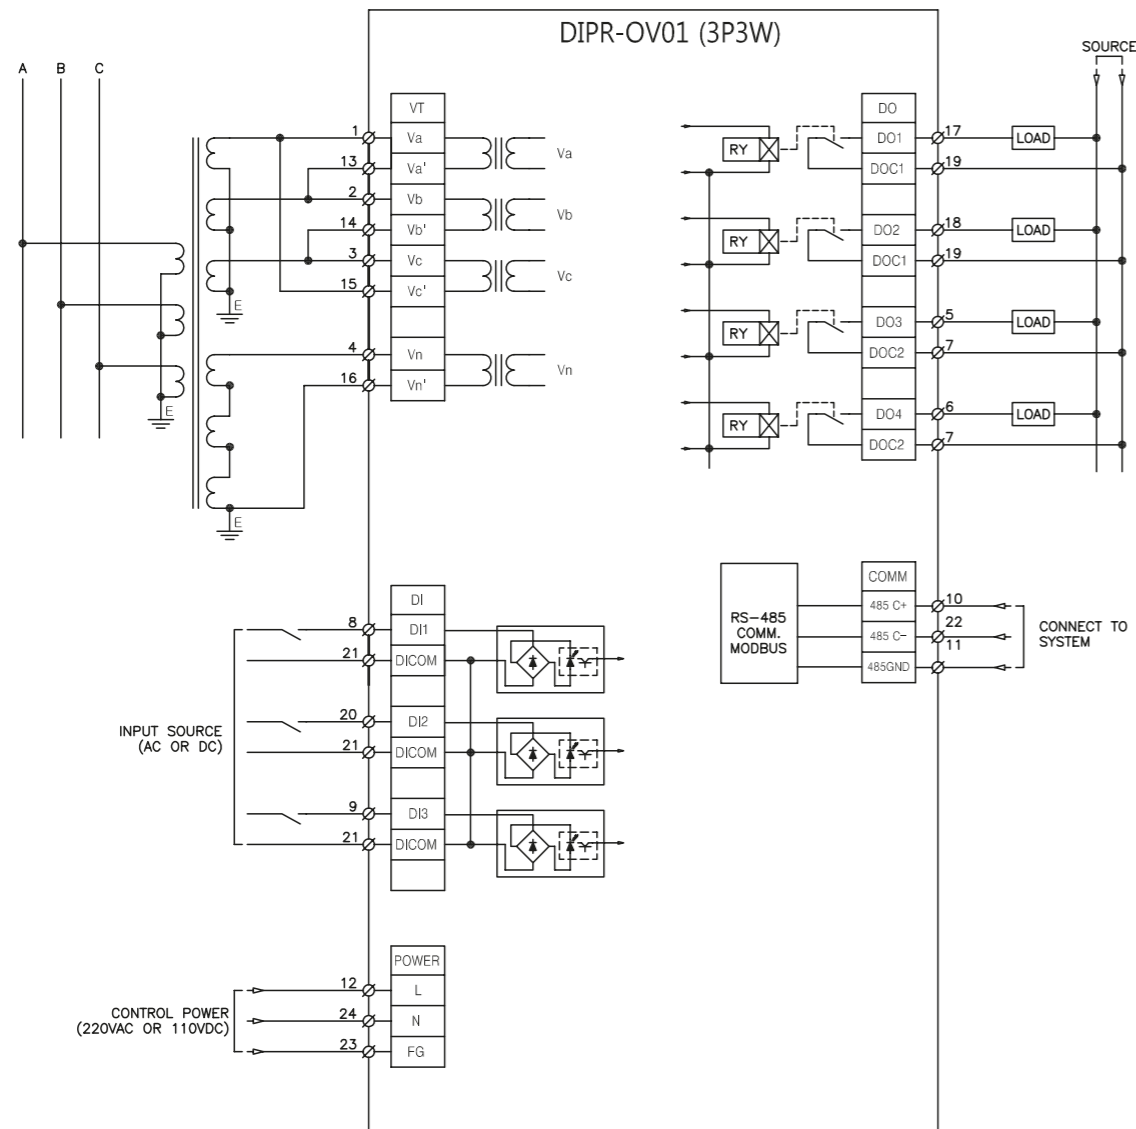 DIPR-OV01 (3P3W)
SOURCE
A B C
VT
1 Va
13 Va'
Va
2 Vb
14 Vb'
Vb
3 Vc
15 Vc'
Vc
E
4 Vn
16 Vn'
Vn
E
E
DO
RY DO1 17 LOAD
DOC1 19
RY DO2 18 LOAD
DOC1 19
RY DO3 5 LOAD
DOC2 7
RY DO4 6 LOAD
DOC2 7
DI
8 DI1
21 DICOM
20 DI2
21 DICOM
9 DI3
21 DICOM
INPUT SOURCE
(AC OR DC)
RS-485
COMM.
MODBUS
COMM
485 C+ 10
485 C- 22
485GND 11
CONNECT TO
SYSTEM
POWER
12 L
24 N
23 FG
CONTROL POWER
(220VAC OR 110VDC)